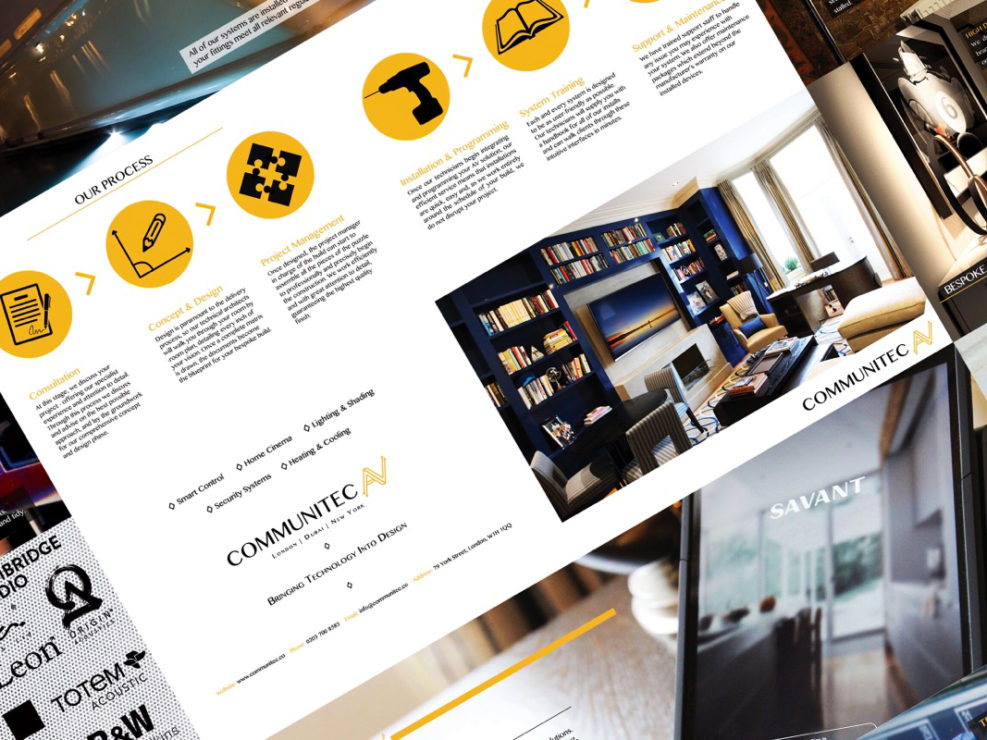 All of our systems are installed
your fittings meet all relevant
OUR PROCESS
Consultation
At this stage, we discuss your
project - offering our specialist
experience and attention to detail.
Through this process we discuss
and advise on the best possible
approach, and lay the groundwork
for our comprehensive concept
and design phase.
Concept & Design
Design is paramount to the delivery
process, so our technical architects
will walk you through your room by
room plan, detailing every inch of
your vision. Once a complete matrix
is drawn, the documents become
the blueprint for your bespoke build.
Project Management
Once designed, the project manager
in charge of the build can start to
assemble all the pieces of the puzzle
to professionally and precisely begin
the construction. We work efficiently
and with great attention to detail,
guaranteeing the highest quality
finish.
Installation & Programming
Once our technicians begin integrating
and programming your AV solution, our
efficient service means that installations
are quick, easy and, as we work entirely
around the schedule of your build, we
do not disrupt your project.
System Training
Each and every system is designed
to be as user-friendly as possible.
Our technicians will supply you with
a handbook for all of our installs
and can walk clients through these
intuitive interfaces in minutes.
Support & Maintenance
We have trained support staff to handle
any issue you may experience with
your system. We also offer maintenance
packages which extend beyond the
manufacturer's warranty on our
installed devices.
◊ Smart Control ◊ Home Cinema ◊ Lighting & Shading
◊ Security Systems ◊ Heating & Cooling
COMMUNITEC AV
LONDON | DUBAI | NEW YORK
BRINGING TECHNOLOGY INTO DESIGN
Website www.communitec.co Phone 0203 700 8585 Email info@communitec.co Address 79 York Street, London, W1H 1QQ
COMMUNITEC AV
BESPOKE
SAVANT
MBRIDGE
DIO
ORIGIN
Leon
TOTEM
ACOUSTIC
B&W